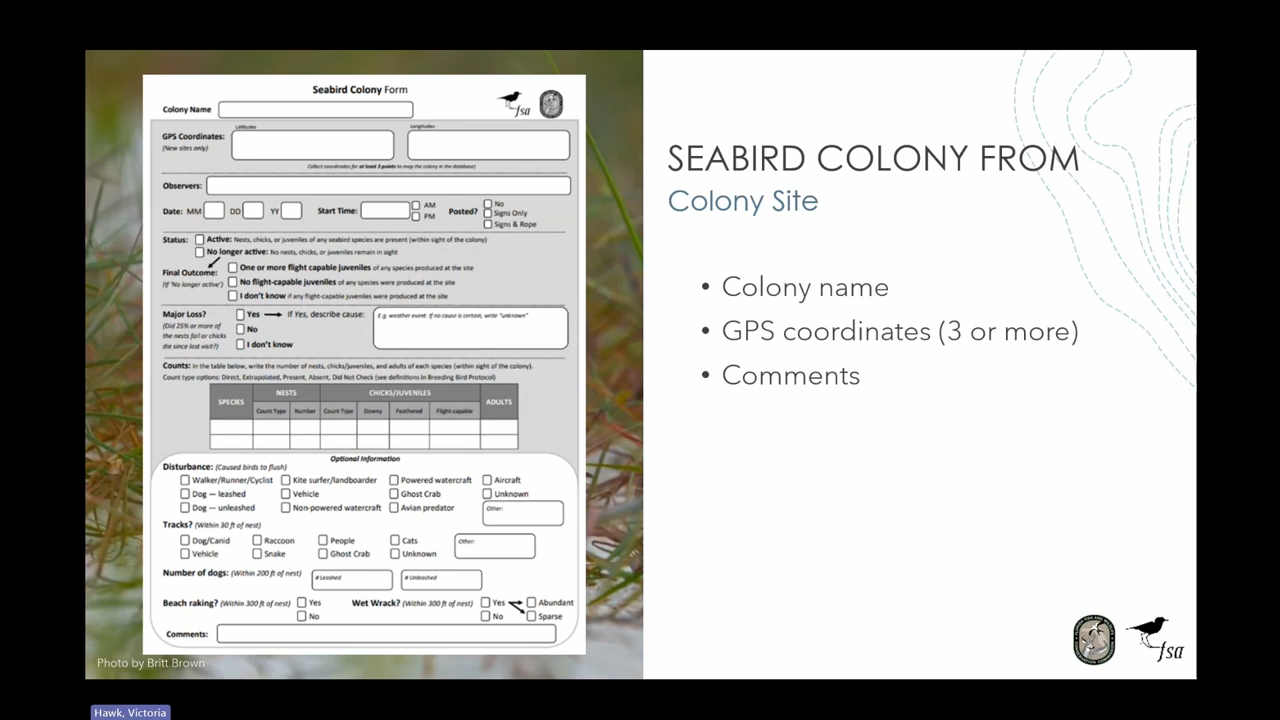 Seabird Colony Form
Colony Name
fsa
Latitudes
Longitudes
GPS Coordinates:
(New sites only)
Collect coordinates for at least 3 points to map the colony in the database)
Observers:
Date: MM DD YY Start Time: AM PM Posted? No Signs Only Signs & Rope
Status: Active: Nests, chicks, or juveniles of any seabird species are present (within sight of the colony)
No longer active: No nests, chicks, or juveniles remain in sight
Final Outcome:
(If 'No longer active')
One or more flight capable juveniles of any species produced at the site
No flight-capable juveniles of any species were produced at the site
I don't know if any flight-capable juveniles were produced at the site
Major Loss?
(Did 25% or more of
the nests fail or chicks
die since last visit?)
Yes If Yes, describe cause:
No
I don't know
E.g. weather event. If no cause is certain, write "unknown"
Counts: In the table below, write the number of nests, chicks/juveniles, and adults of each species (within sight of the colony).
Count type options: Direct, Extrapolated, Present, Absent, Did Not Check (see definitions in Breeding Bird Protocol)
SPECIES NESTS CHICKS/JUVENILES ADULTS
Count Type Number Count Type Downy Feathered Flight-capable
Optional Information
Disturbance: (Caused birds to flush)
Walker/Runner/Cyclist Kite surfer/landboarder Powered watercraft Aircraft
Dog — leashed Vehicle Ghost Crab Unknown
Dog — unleashed Non-powered watercraft Avian predator Other:
Tracks? (Within 30 ft of nest)
Dog/Canid Raccoon People Cats Other:
Vehicle Snake Ghost Crab Unknown
Number of dogs: (Within 200 ft of nest) # Leashed # Unleashed
Beach raking? (Within 300 ft of nest) Yes Wet Wrack? (Within 300 ft of nest) Yes Abundant
No No Sparse
Comments:
Photo by Britt Brown
SEABIRD COLONY FROM
Colony Site
• Colony name
• GPS coordinates (3 or more)
• Comments
fsa
Hawk, Victoria